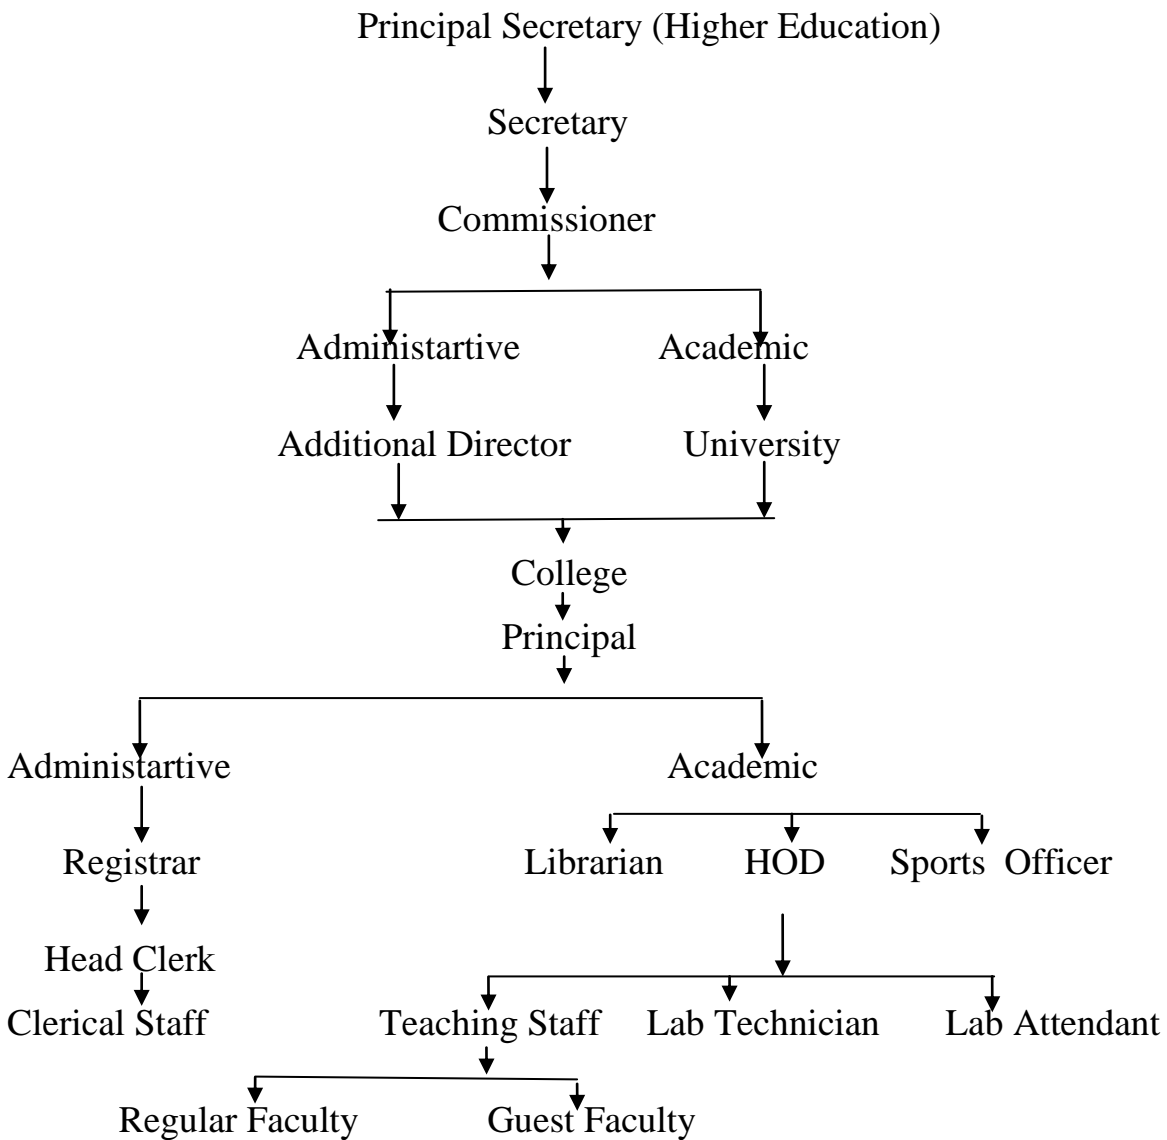 Principal Secretary (Higher Education)
Secretary
Commissioner
Administartive Academic
Additional Director University
College
Principal
Administartive Academic
Registrar Librarian HOD Sports Officer
Head Clerk
Clerical Staff Teaching Staff Lab Technician Lab Attendant
Regular Faculty Guest Faculty